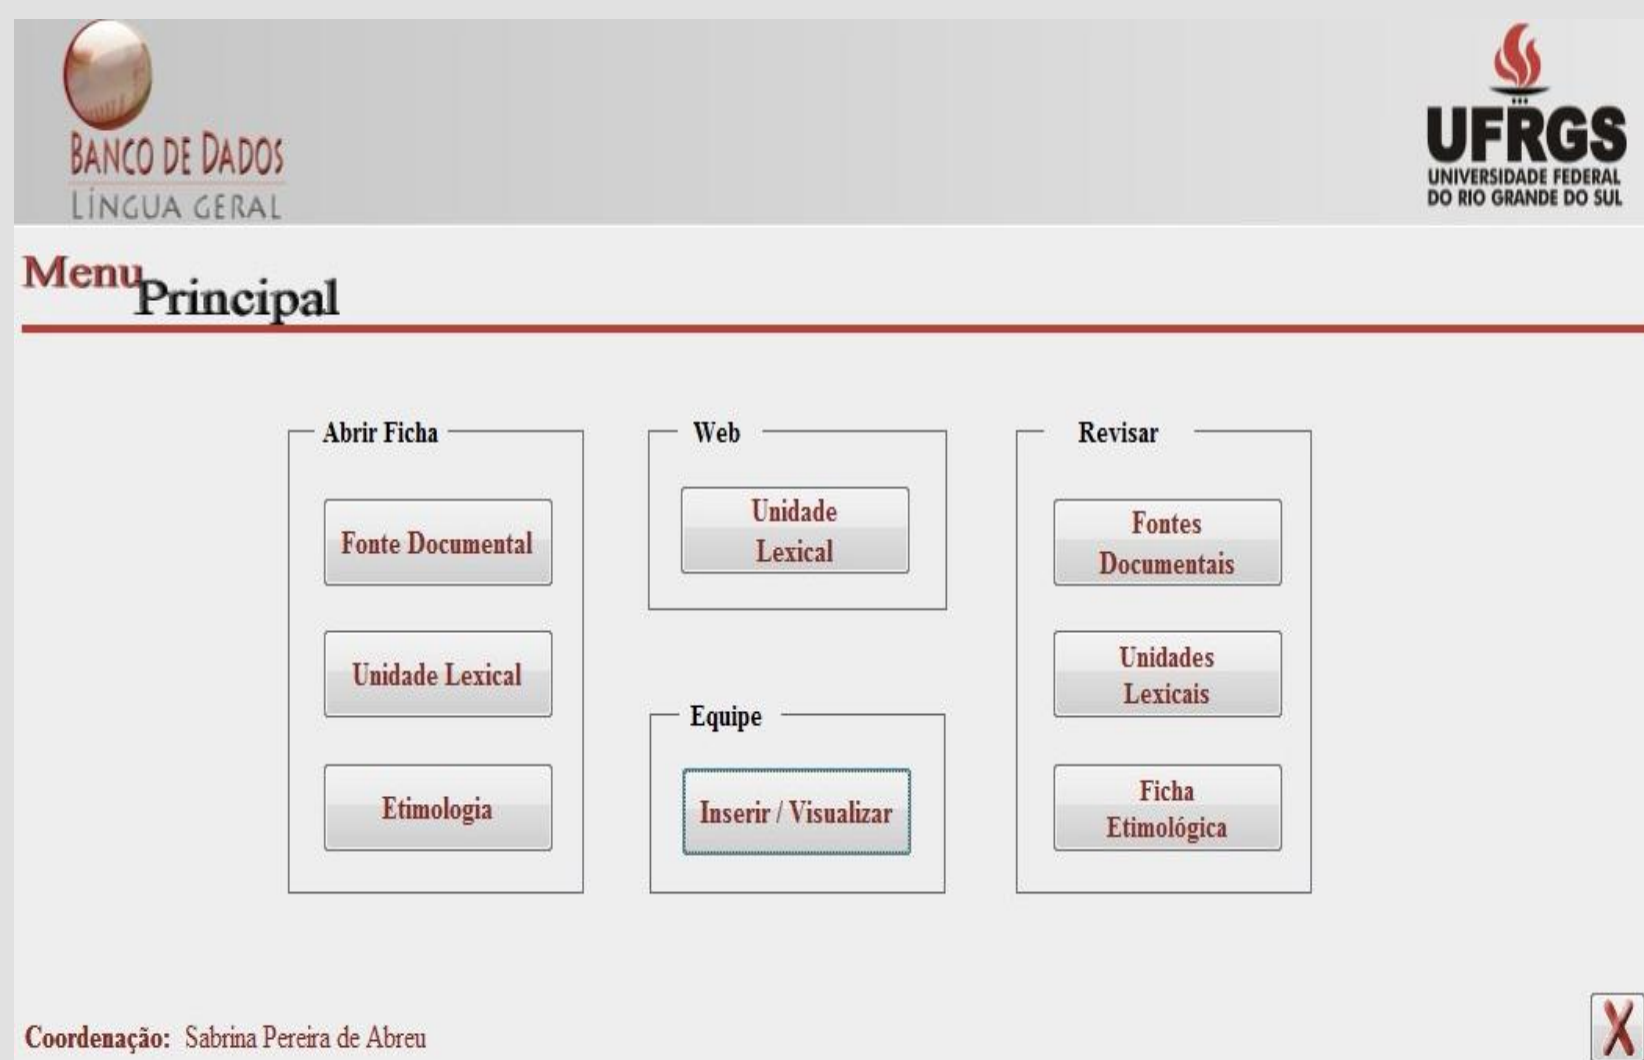 BANCO DE DADOS
LÍNGUA GERAL
UFRGS
UNIVERSIDADE FEDERAL
DO RIO GRANDE DO SUL
Menu
Principal
Abrir Ficha
Fonte Documental
Unidade Lexical
Etimologia
Web
Unidade
Lexical
Equipe
Inserir / Visualizar
Revisar
Fontes
Documentais
Unidades
Lexicais
Ficha
Etimológica
Coordenação: Sabrina Pereira de Abreu
X